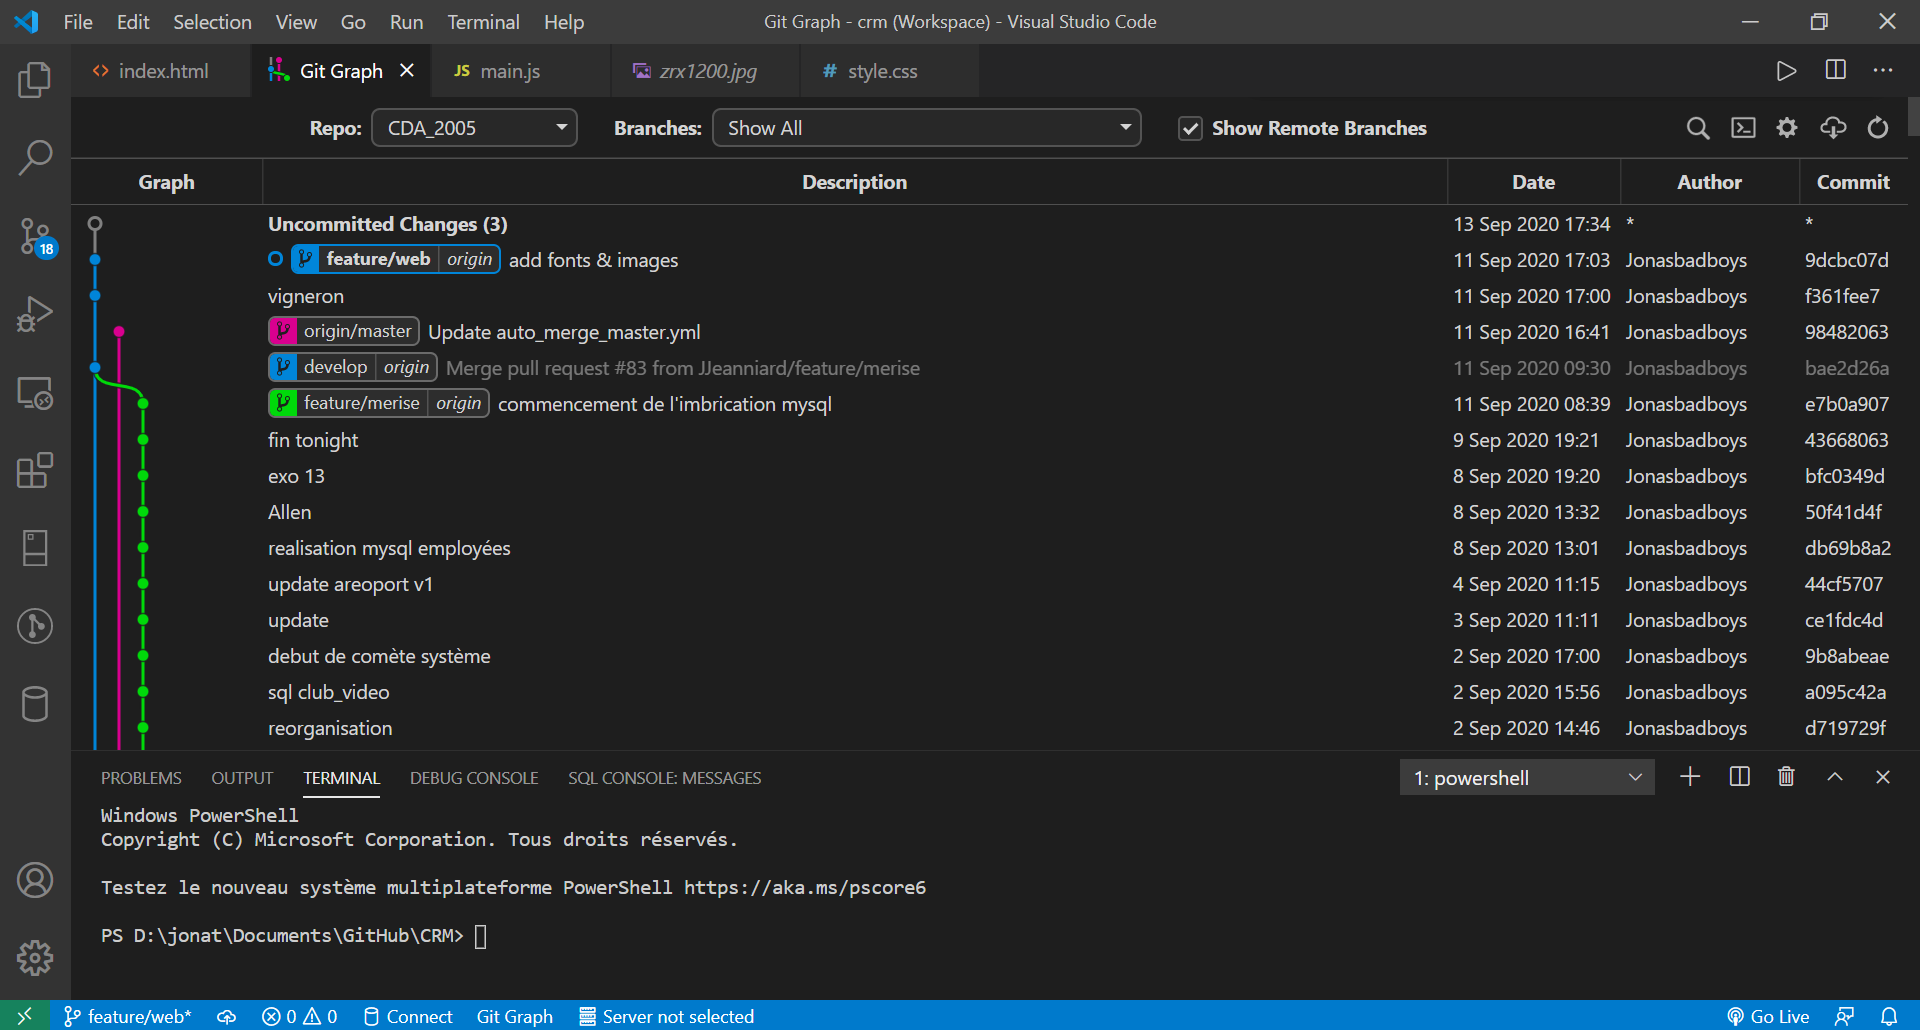 File Edit Selection View Go Run Terminal Help Git Graph - crm (Workspace) - Visual Studio Code
index.html Git Graph JS main.js zrx1200.jpg # style.css
Repo: CDA_2005 Branches: Show All Show Remote Branches
Graph Description Date Author Commit
Uncommitted Changes (3) 13 Sep 2020 17:34 * *
feature/web origin add fonts & images 11 Sep 2020 17:03 Jonasbadboys 9dcbc07d
vigneron 11 Sep 2020 17:00 Jonasbadboys f361fee7
origin/master Update auto_merge_master.yml 11 Sep 2020 16:41 Jonasbadboys 98482063
develop origin Merge pull request #83 from JJeanniard/feature/merise 11 Sep 2020 09:30 Jonasbadboys bae2d26a
feature/merise origin commencement de l'imbrication mysql 11 Sep 2020 08:39 Jonasbadboys e7b0a907
fin tonight 9 Sep 2020 19:21 Jonasbadboys 43668063
exo 13 8 Sep 2020 19:20 Jonasbadboys bfc0349d
Allen 8 Sep 2020 13:32 Jonasbadboys 50f41d4f
realisation mysql employées 8 Sep 2020 13:01 Jonasbadboys db69b8a2
update areoport v1 4 Sep 2020 11:15 Jonasbadboys 44cf5707
update 3 Sep 2020 11:11 Jonasbadboys ce1fdc4d
debut de comète système 2 Sep 2020 17:00 Jonasbadboys 9b8abeae
sql club_video 2 Sep 2020 15:56 Jonasbadboys a095c42a
reorganisation 2 Sep 2020 14:46 Jonasbadboys d719729f
18
PROBLEMS OUTPUT TERMINAL DEBUG CONSOLE SQL CONSOLE: MESSAGES 1: powershell
Windows PowerShell
Copyright (C) Microsoft Corporation. Tous droits réservés.
Testez le nouveau système multiplateforme PowerShell https://aka.ms/pscore6
PS D:\jonat\Documents\GitHub\CRM>
feature/web* 0 0 Connect Git Graph Server not selected Go Live